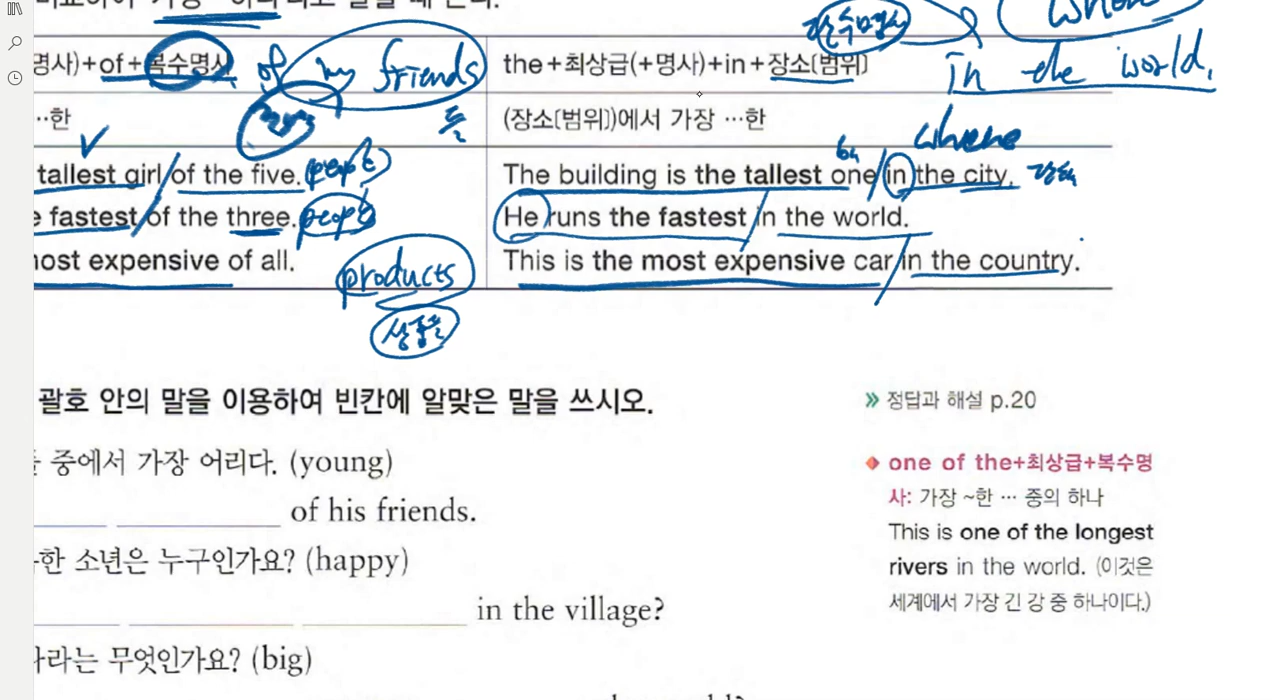 where
단수명사
명사)+of+복수명사 of my friends
the+최상급(+명사)+in+장소[범위] in the world.
…한 들
(장소[범위])에서 가장 …한 where
tallest girl/of the five. (people)
The building is the tallest one/in the city.
fastest/of the three. people
He runs the fastest/in the world.
most expensive of all. products
This is the most expensive car/in the country.
상품들
괄호 안의 말을 이용하여 빈칸에 알맞은 말을 쓰시오.
» 정답과 해설 p.20
중에서 가장 어리다. (young)
of his friends.
한 소년은 누구인가요? (happy)
in the village?
라는 무엇인가요? (big)
one of the+최상급+복수명
사: 가장 ~한 … 중의 하나
This is one of the longest
rivers in the world. (이것은
세계에서 가장 긴 강 중 하나이다.)